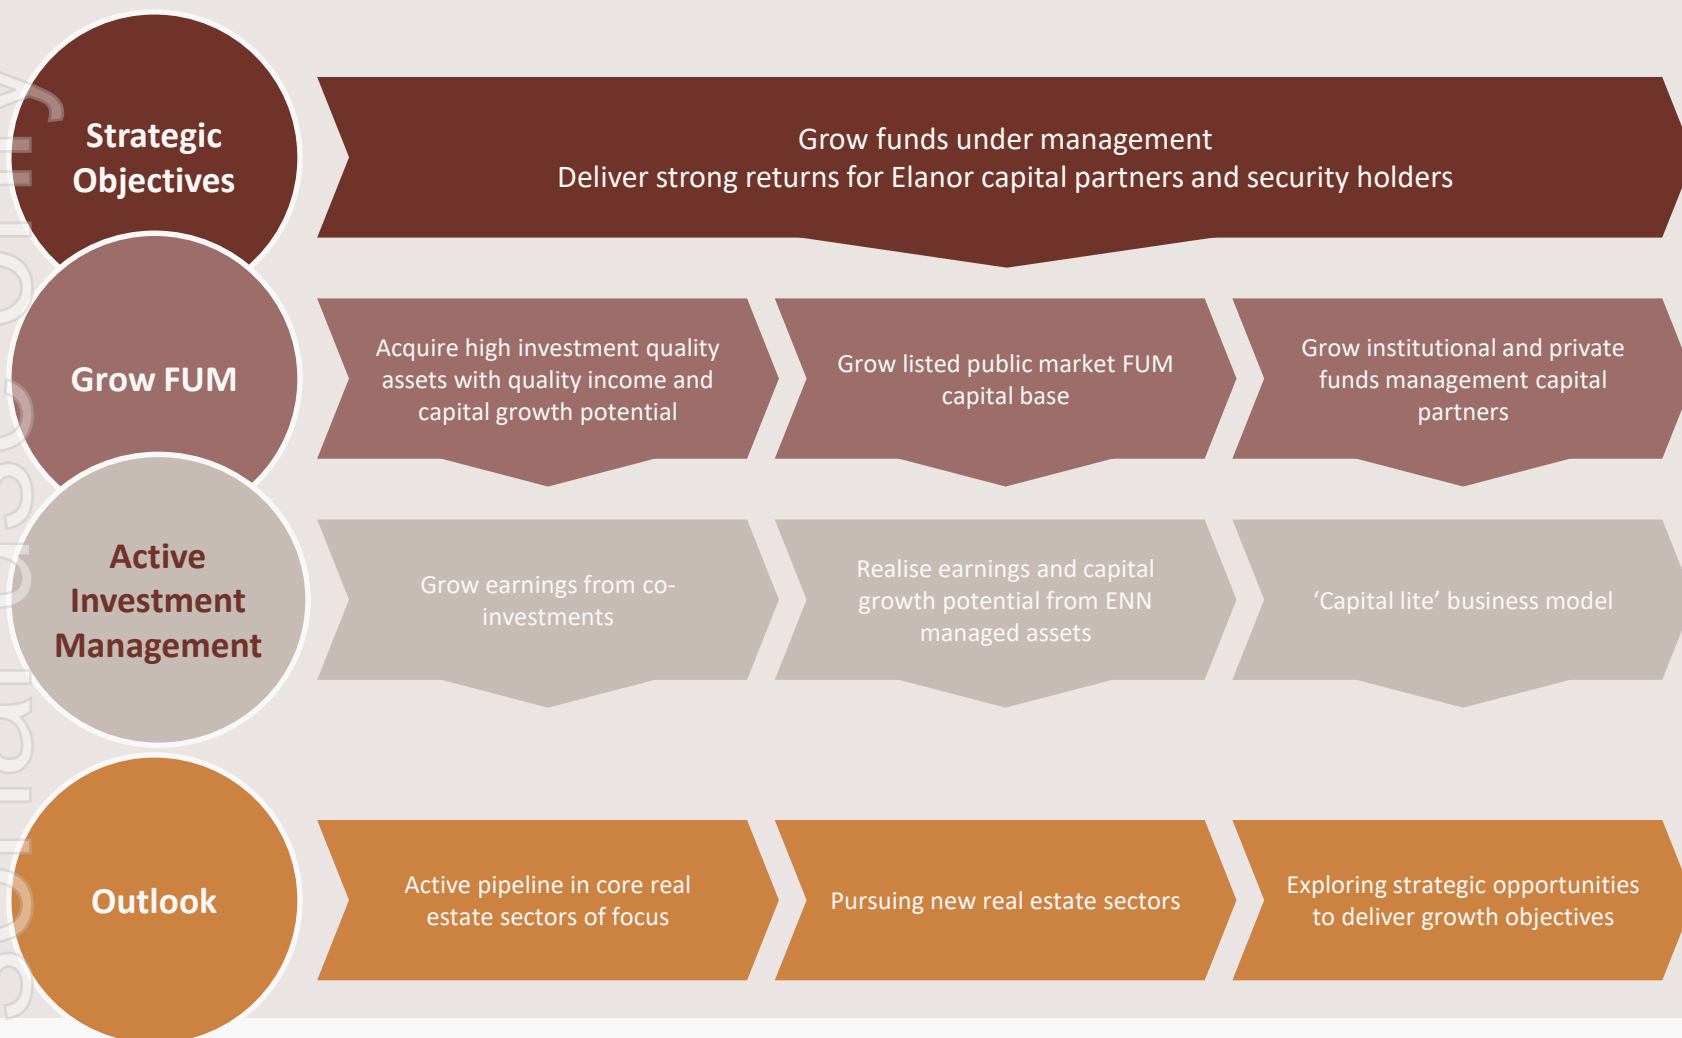 Strategic
Objectives
Grow funds under management
Deliver strong returns for Elanor capital partners and security holders
Grow FUM
Acquire high investment quality
assets with quality income and
capital growth potential
Grow listed public market FUM
capital base
Grow institutional and private
funds management capital
partners
Active
Investment
Management
Grow earnings from co-
investments
Realise earnings and capital
growth potential from ENN
managed assets
‘Capital lite’ business model
Outlook
Active pipeline in core real
estate sectors of focus
Pursuing new real estate sectors
Exploring strategic opportunities
to deliver growth objectives
use only